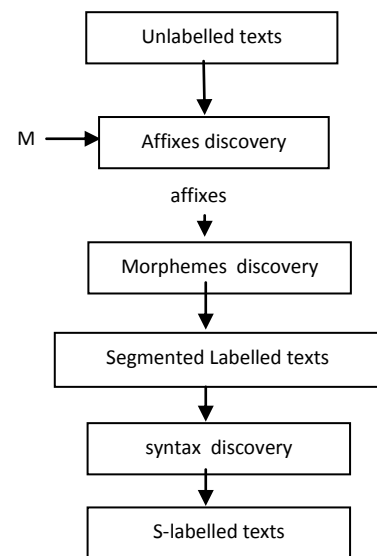 Unlabelled texts
M
Affixes discovery
affixes
Morphemes discovery
Segmented Labelled texts
syntax discovery
S-labelled texts